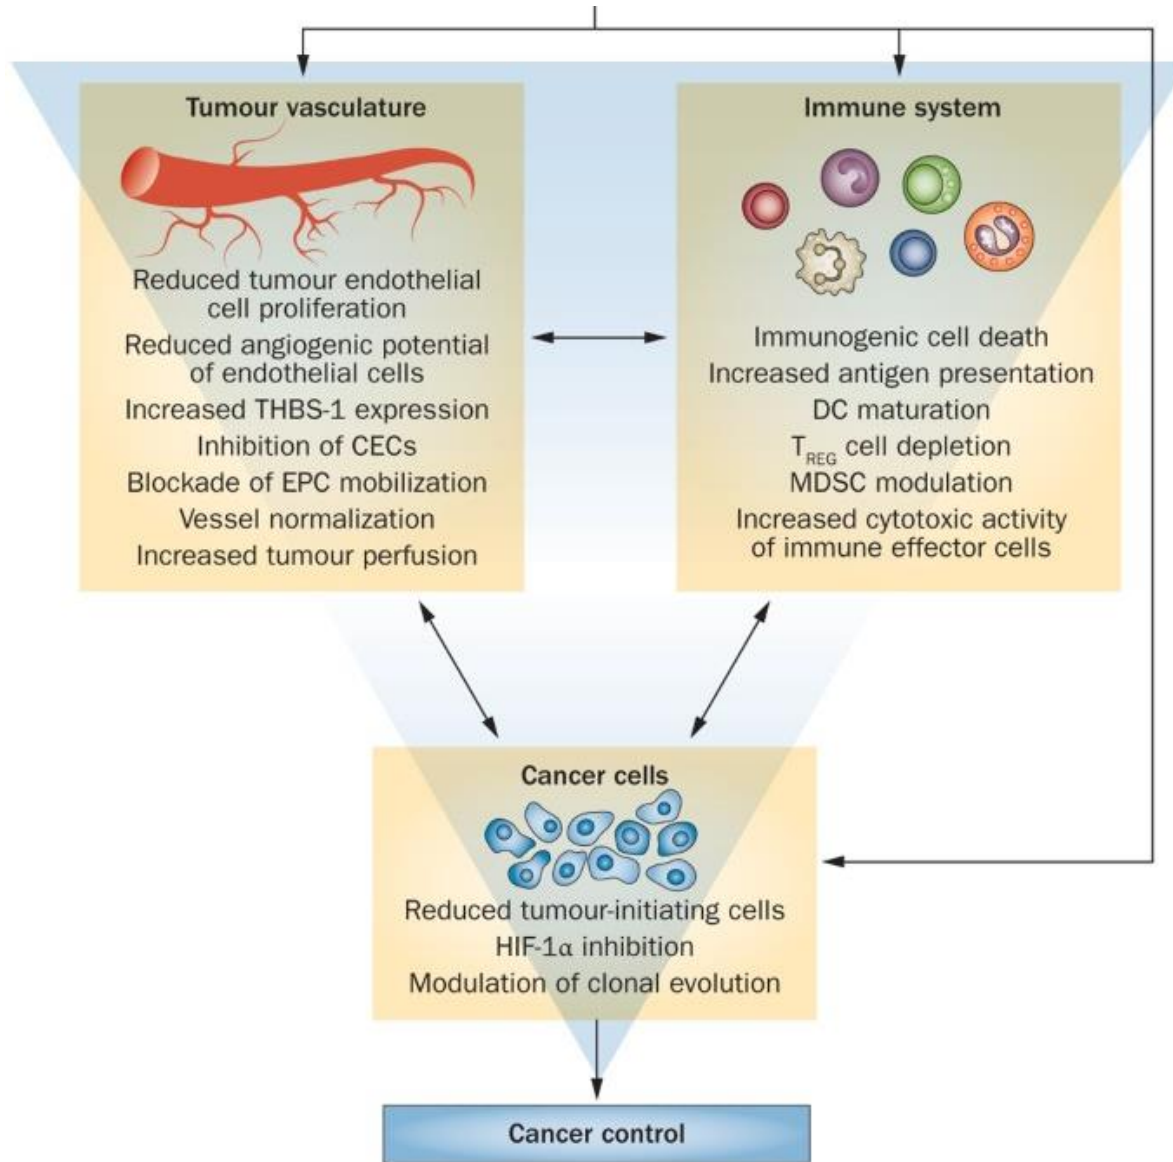 Tumour vasculature
Reduced tumour endothelial
cell proliferation
Reduced angiogenic potential
of endothelial cells
Increased THBS-1 expression
Inhibition of CECs
Blockade of EPC mobilization
Vessel normalization
Increased tumour perfusion
Immune system
Immunogenic cell death
Increased antigen presentation
DC maturation
T_REG cell depletion
MDSC modulation
Increased cytotoxic activity
of immune effector cells
Cancer cells
Reduced tumour-initiating cells
HIF-1α inhibition
Modulation of clonal evolution
Cancer control